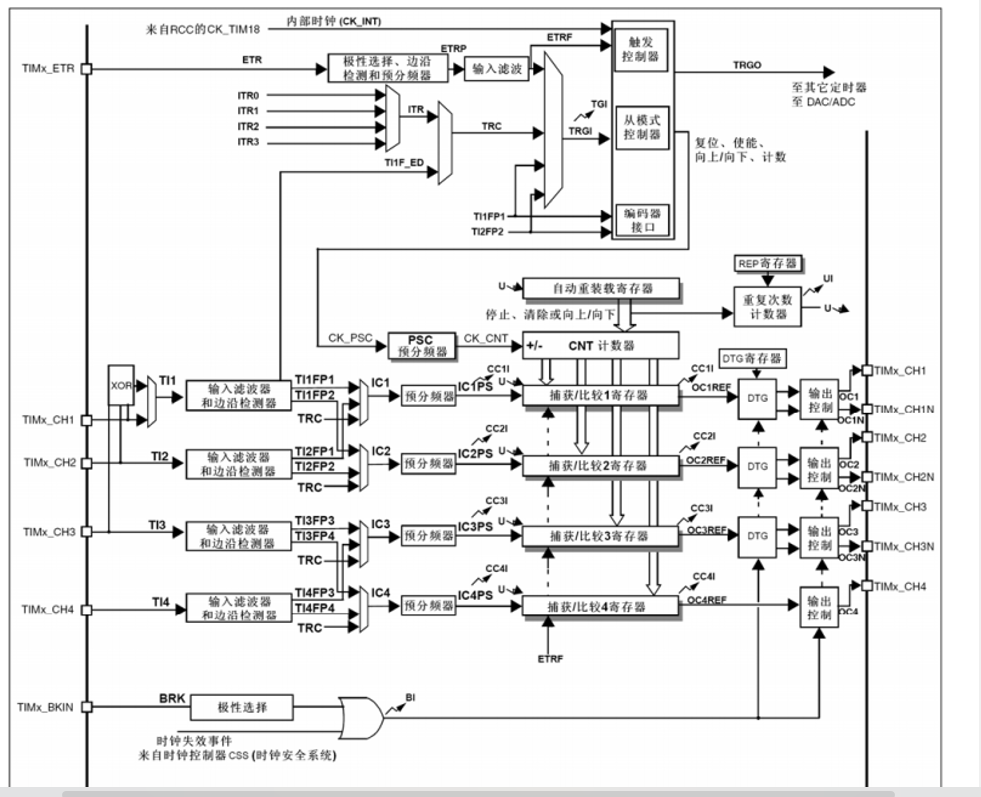 来自RCC的CK_TIM18
内部时钟 (CK_INT)
ETRF
触发
控制器
TRGO
至其它定时器
至 DAC/ADC
TIMx_ETR
ETR
极性选择、边沿
检测和预分频器
ETRP
输入滤波
ITR0
ITR1
ITR2
ITR3
ITR
TRC
TI1F_ED
TGI
TRGI
从模式
控制器
复位、使能、
向上/向下、计数
TI1FP1
TI2FP2
编码器
接口
REP寄存器
U
自动重装载寄存器
重复次数
计数器
UI
U
停止、清除或向上/向下
CK_PSC
PSC
预分频器
CK_CNT
+/-
CNT 计数器
DTG寄存器
XOR
TI1
输入滤波器
和边沿检测器
TI1FP1
TI1FP2
TRC
IC1
预分频器
IC1PS
CC1I
U
捕获/比较1寄存器
CC1I
OC1REF
DTG
输出
控制
OC1
OC1N
TIMx_CH1
TIMx_CH1N
TIMx_CH1
TIMx_CH2
TI2
输入滤波器
和边沿检测器
TI2FP1
TI2FP2
TRC
IC2
预分频器
IC2PS
CC2I
U
捕获/比较2寄存器
CC2I
OC2REF
DTG
输出
控制
OC2
OC2N
TIMx_CH2
TIMx_CH2N
TIMx_CH3
TI3
输入滤波器
和边沿检测器
TI3FP3
TI3FP4
TRC
IC3
预分频器
IC3PS
CC3I
U
捕获/比较3寄存器
CC3I
OC3REF
DTG
输出
控制
OC3
OC3N
TIMx_CH3
TIMx_CH3N
TIMx_CH4
TI4
输入滤波器
和边沿检测器
TI4FP3
TI4FP4
TRC
IC4
预分频器
IC4PS
CC4I
U
捕获/比较4寄存器
CC4I
OC4REF
输出
控制
OC4
TIMx_CH4
ETRF
TIMx_BKIN
BRK
极性选择
BI
时钟失效事件
来自时钟控制器 CSS (时钟安全系统)